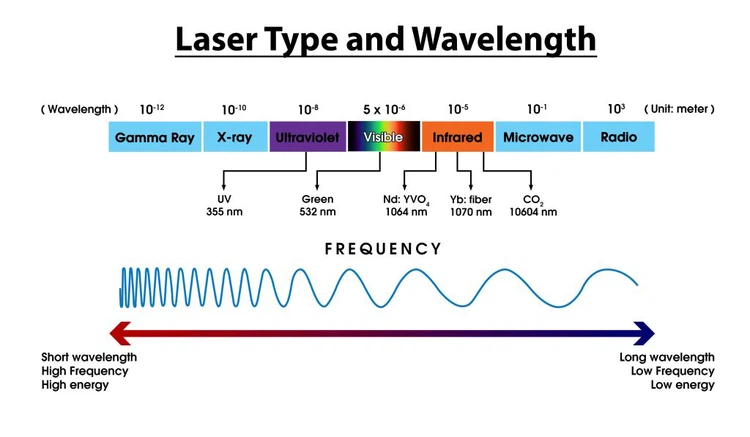 Laser Type and Wavelength
( Wavelength ) 10⁻¹² 10⁻¹⁰ 10⁻⁸ 5 x 10⁻⁶ 10⁻⁵ 10⁻¹ 10³ ( Unit: meter )
Gamma Ray X-ray Ultraviolet Visible Infrared Microwave Radio
UV Green Nd: YVO₄ Yb: fiber CO₂
355 nm 532 nm 1064 nm 1070 nm 10604 nm
FREQUENCY
Short wavelength Long wavelength
High Frequency Low Frequency
High energy Low energy